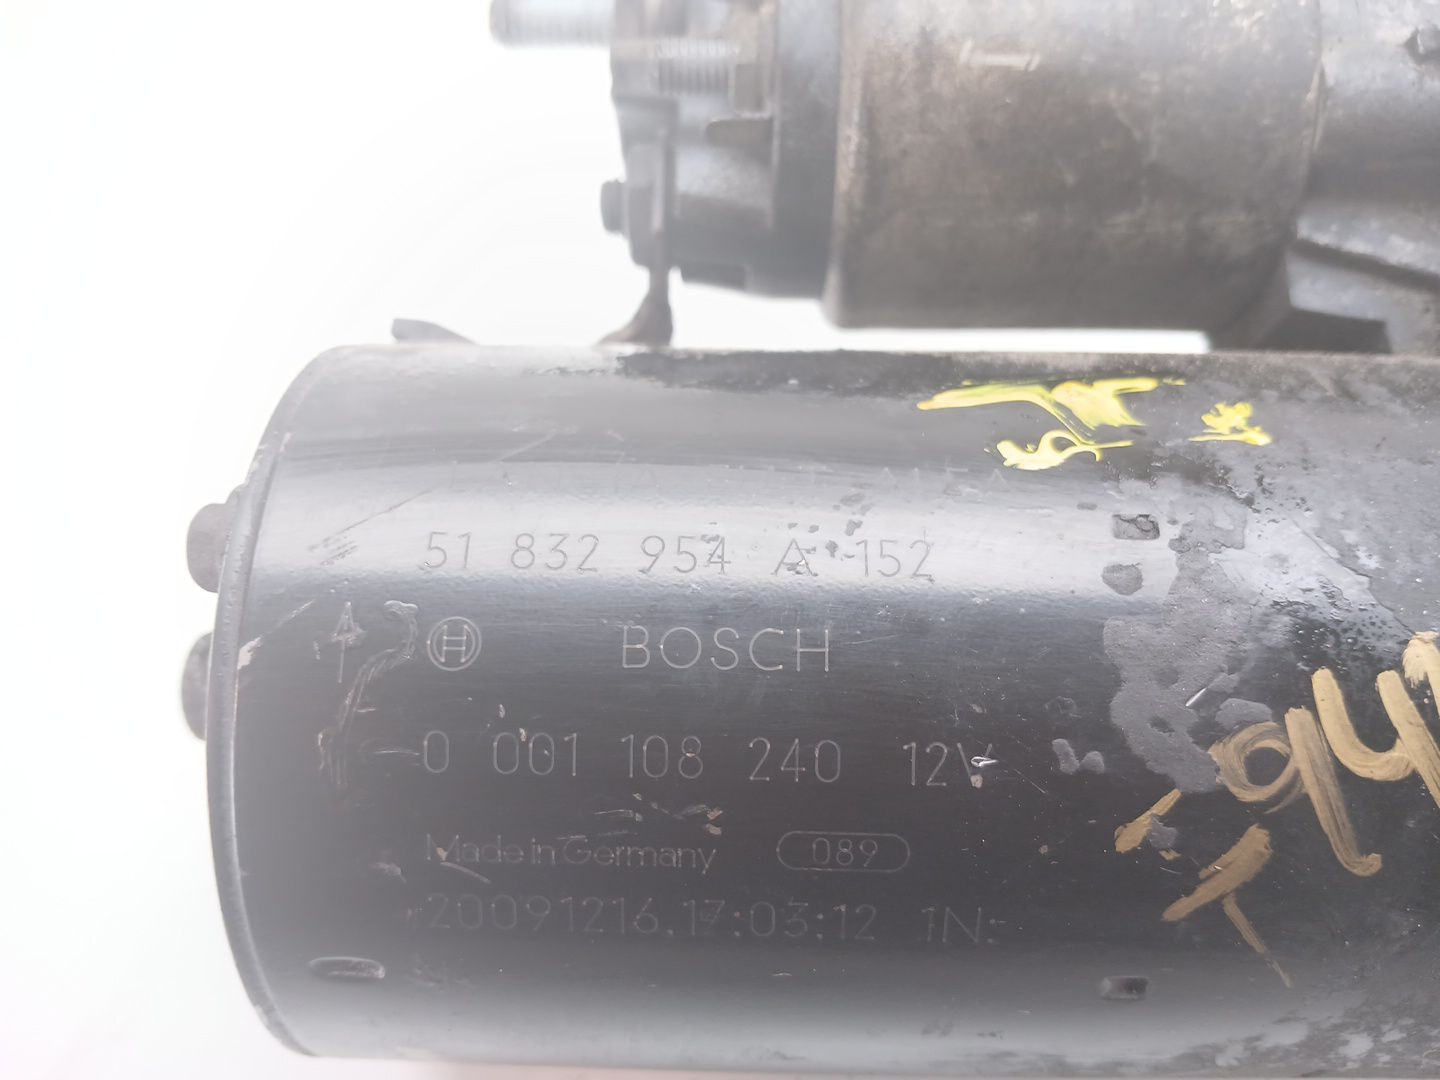 51 832 954 A 152
BOSCH
0 001 108 240 12V
Made in Germany 089
20091216.17:03:12 1N: